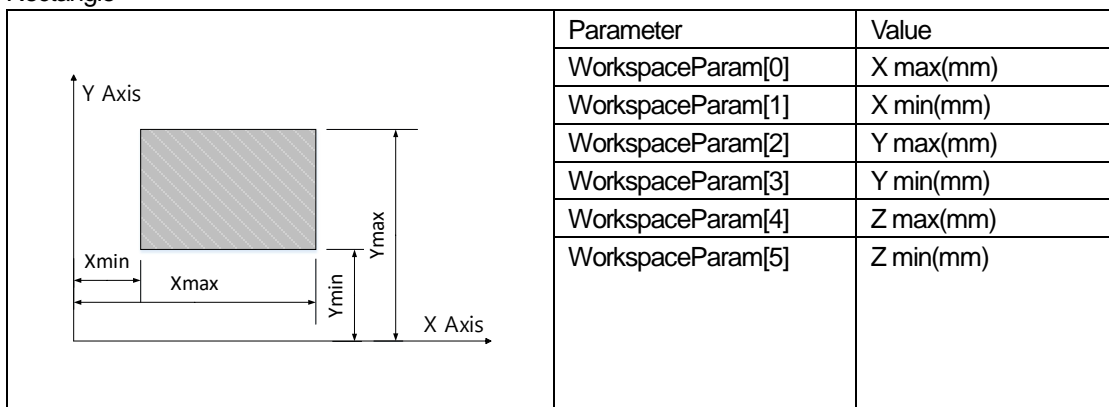 Rectangle
Parameter Value
WorkspaceParam[0] X max(mm)
WorkspaceParam[1] X min(mm)
WorkspaceParam[2] Y max(mm)
WorkspaceParam[3] Y min(mm)
WorkspaceParam[4] Z max(mm)
WorkspaceParam[5] Z min(mm)
Y Axis
Xmin
Xmax
Ymin
Ymax
X Axis